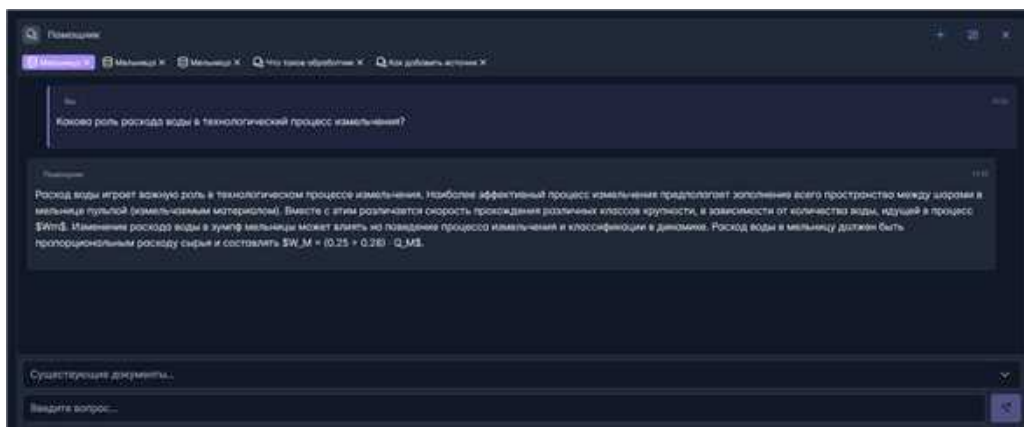 Помощник
Мельница × Мельница × Мельница × Что такое обработчик × Как добавить источник ×
Вы
Какова роль расхода воды в технологический процесс измельчения?
Помощник
Расход воды играет важную роль в технологическом процессе измельчения. Наиболее эффективный процесс измельчения предполагает заполнение всего пространства между шарами в
мельнице пульпой (измельчаемым материалом). Вместе с этим различается скорость прохождения различных классов крупности, в зависимости от количества воды, идущей в процесс
$Wm$. Изменение расхода воды в зумпф мельницы может влиять на поведение процесса измельчения и классификации в динамике. Расход воды в мельницу должен быть
пропорциональным расходу сырья и составлять $W_M = (0.25 ÷ 0.28) · Q_M$.
Существующие документы...
Введите вопрос...